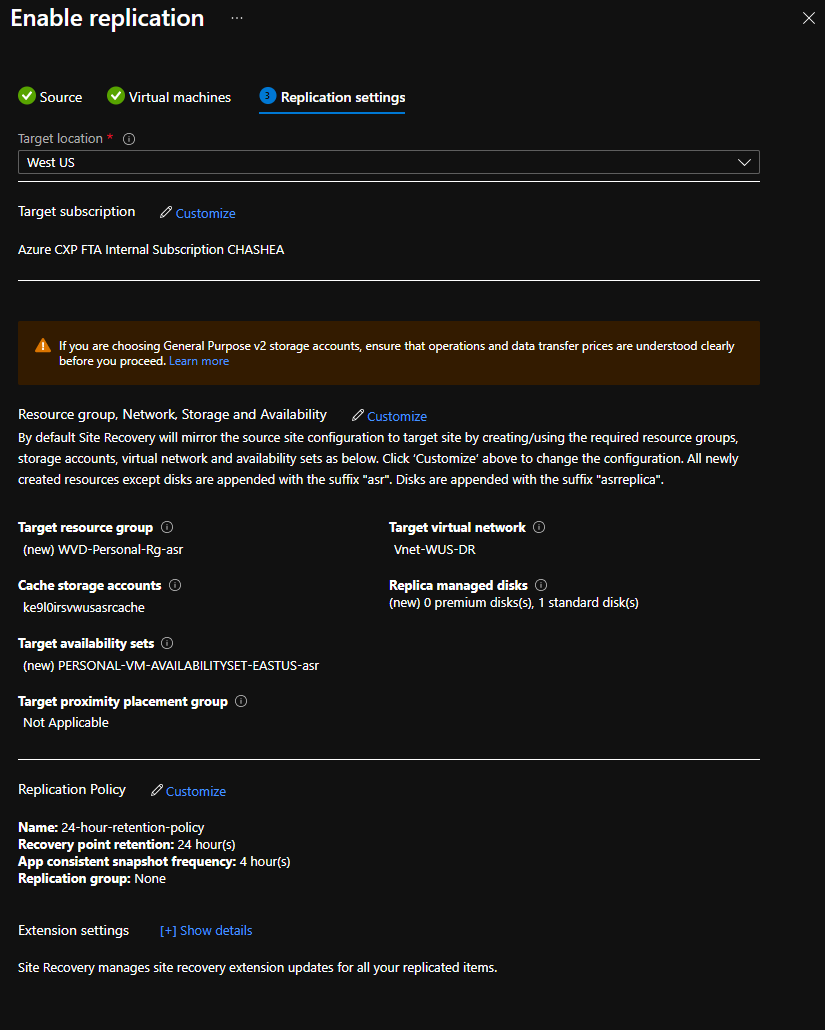 Enable replication ...
Source
Virtual machines
3 Replication settings
Target location *
West US
Target subscription Customize
Azure CXP FTA Internal Subscription CHASHEA
If you are choosing General Purpose v2 storage accounts, ensure that operations and data transfer prices are understood clearly
before you proceed. Learn more
Resource group, Network, Storage and Availability Customize
By default Site Recovery will mirror the source site configuration to target site by creating/using the required resource groups,
storage accounts, virtual network and availability sets as below. Click 'Customize' above to change the configuration. All newly
created resources except disks are appended with the suffix "asr". Disks are appended with the suffix "asrreplica".
Target resource group
(new) WVD-Personal-Rg-asr
Target virtual network
Vnet-WUS-DR
Cache storage accounts
ke9l0irsvwusasrcache
Replica managed disks
(new) 0 premium disks(s), 1 standard disk(s)
Target availability sets
(new) PERSONAL-VM-AVAILABILITYSET-EASTUS-asr
Target proximity placement group
Not Applicable
Replication Policy Customize
Name: 24-hour-retention-policy
Recovery point retention: 24 hour(s)
App consistent snapshot frequency: 4 hour(s)
Replication group: None
Extension settings [+] Show details
Site Recovery manages site recovery extension updates for all your replicated items.